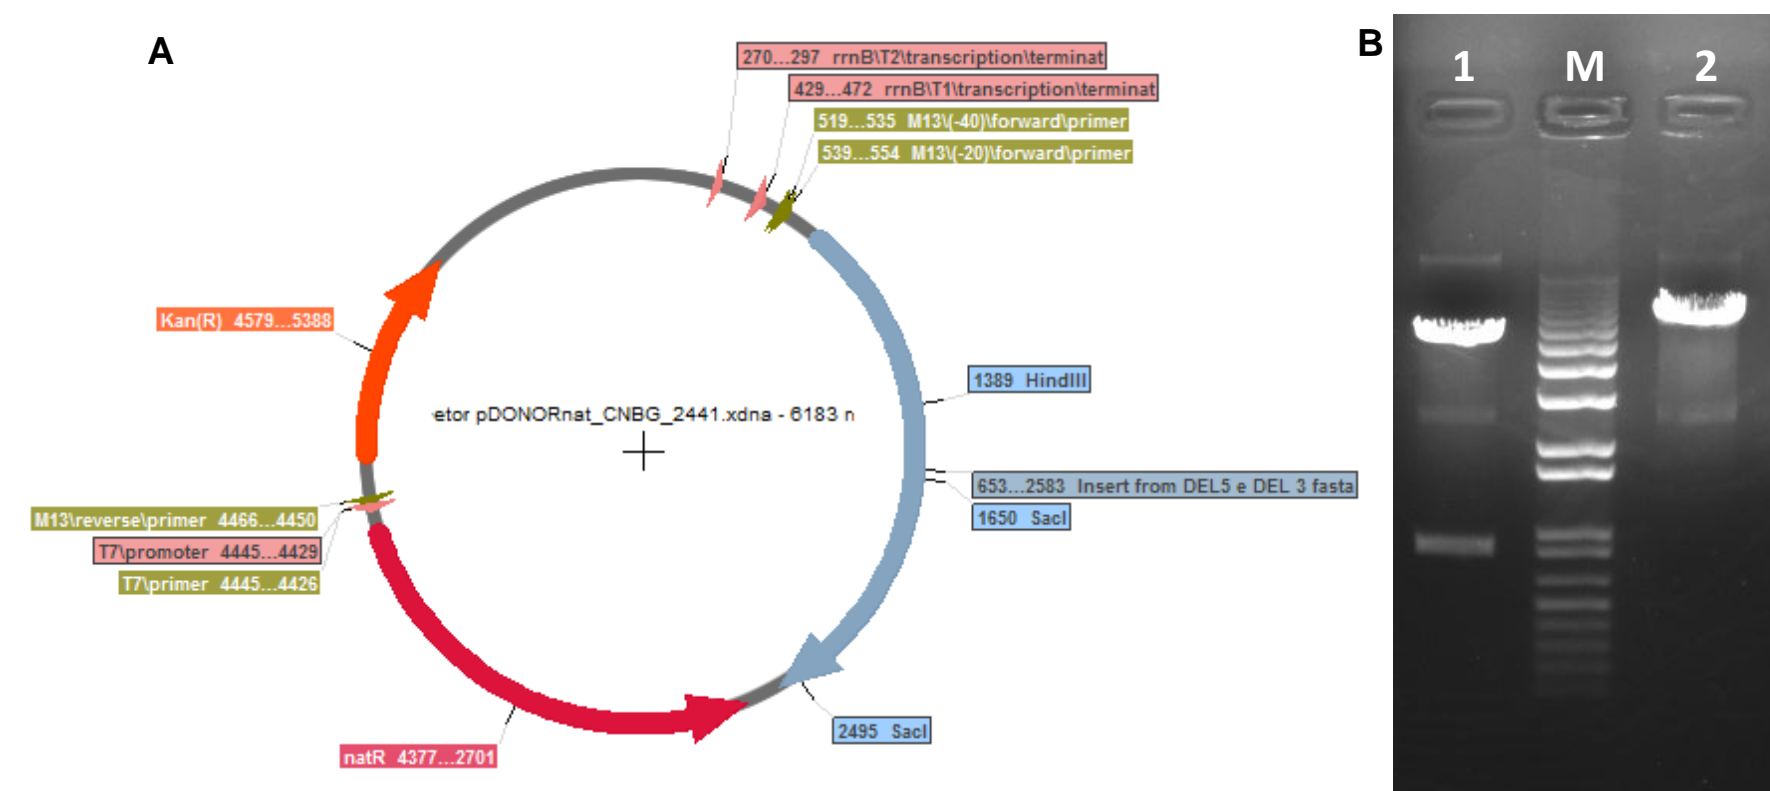 A
B
1 M 2
270...297 rrnB\T2\transcription\terminat
429...472 rrnB\T1\transcription\terminat
519...535 M13\(-40)\forward\primer
539...554 M13\(-20)\forward\primer
Kan(R) 4579...5388
1389 HindIII
etor pDONORnat_CNBG_2441.xdna - 6183 n
653...2583 Insert from DEL5 e DEL 3 fasta
1650 SacI
M13\reverse\primer 4466...4450
T7\promoter 4445...4429
T7\primer 4445...4426
2495 SacI
natR 4377...2701